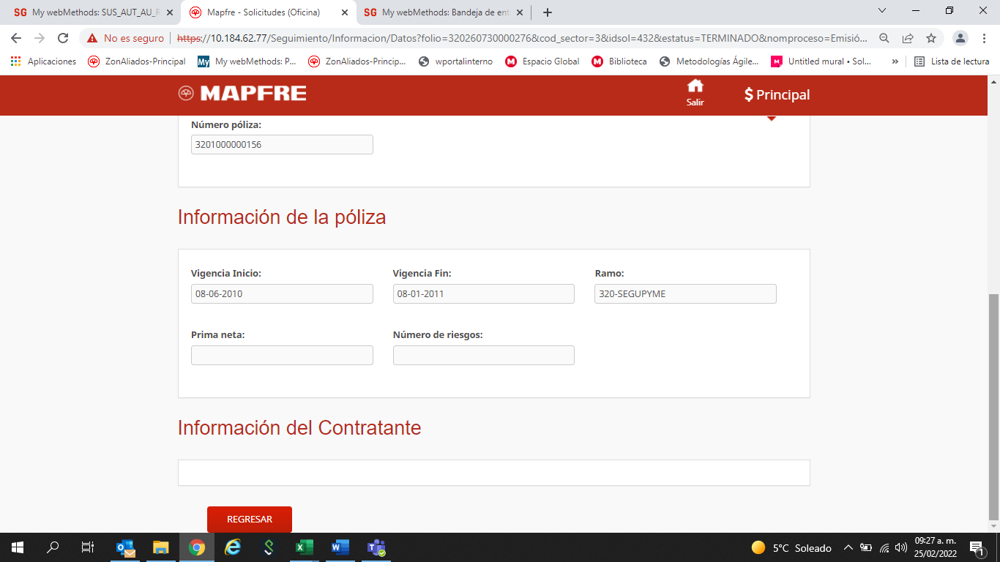 My webMethods: SUS_AUT_AU_R
Mapfre - Solicitudes (Oficina)
My webMethods: Bandeja de ent
No es seguro
https://10.184.62.77/Seguimiento/Informacion/Datos?folio=320260730000276&cod_sector=3&idsol=432&estatus=TERMINADO&nomproceso=Emisió...
Aplicaciones
ZonAliados-Principal
My webMethods: P...
ZonAliados-Princip...
wportalinterno
Espacio Global
Biblioteca
Metodologías Ágile...
Untitled mural • Sol...
»
Lista de lectura
MAPFRE
Salir
$ Principal
Número póliza:
3201000000156
Información de la póliza
Vigencia Inicio:
Vigencia Fin:
Ramo:
08-06-2010
08-01-2011
320-SEGUPYME
Prima neta:
Número de riesgos:
Información del Contratante
REGRESAR
5°C Soleado
09:27 a. m.
25/02/2022
1